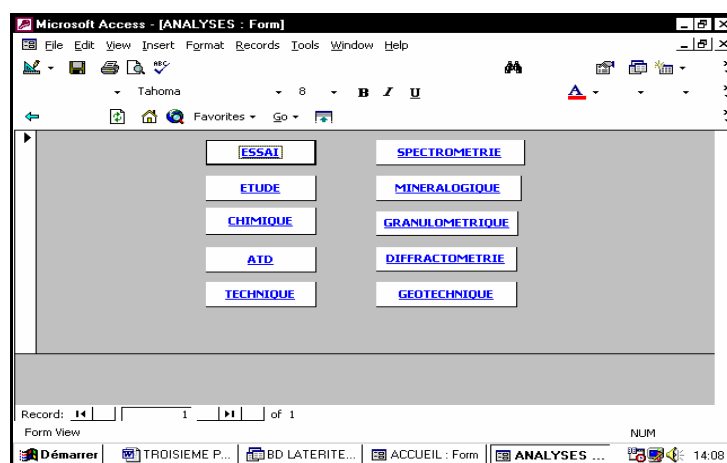 Microsoft Access - [ANALYSES : Form]
File Edit View Insert Format Records Tools Window Help
ABC
Tahoma 8 B I U A
Favorites Go
ESSAI SPECTROMETRIE
ETUDE MINERALOGIQUE
CHIMIQUE GRANULOMETRIQUE
ATD DIFFRACTOMETRIE
TECHNIQUE GEOTECHNIQUE
Record: 1 of 1
Form View NUM
Démarrer TROISIEME P... BD LATERITE... ACCUEIL : Form ANALYSES ... 14:08